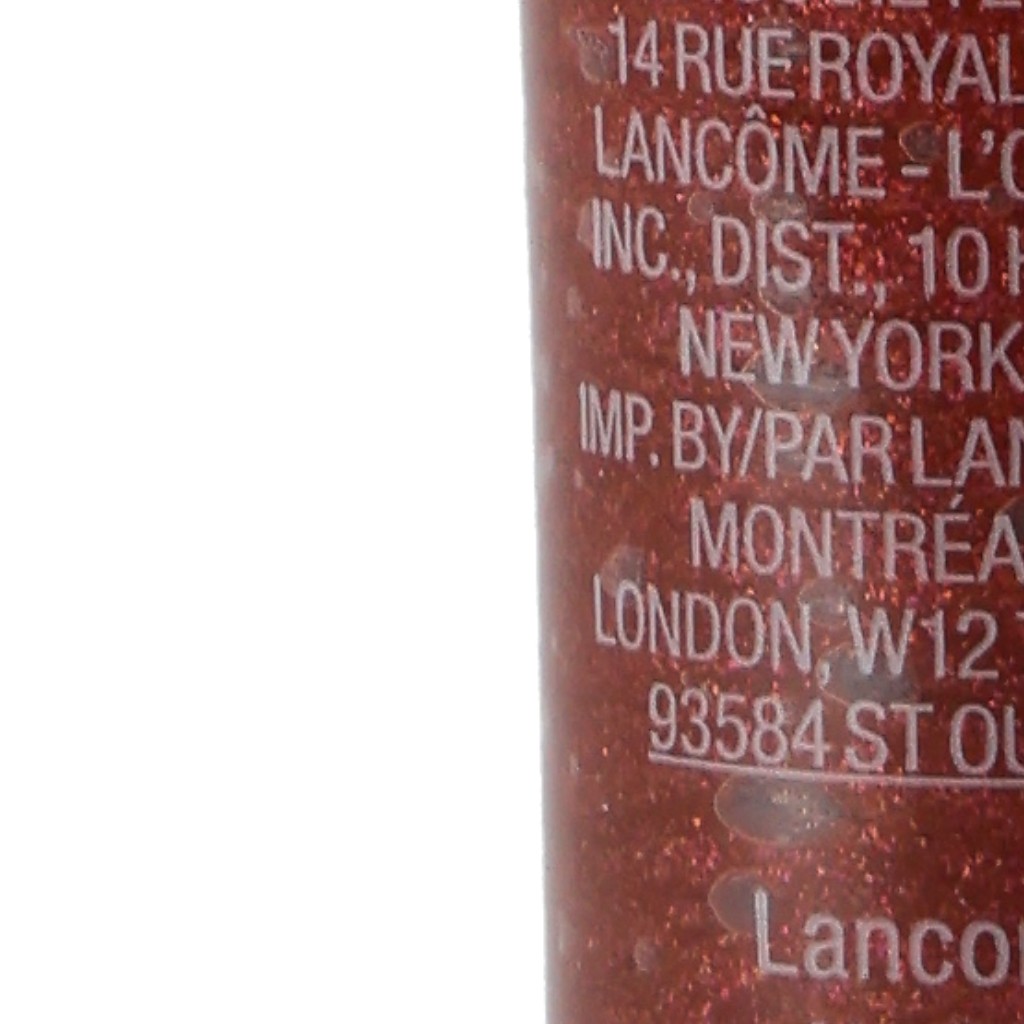 14 RUE ROYAL
LANCÔME - L'O
INC., DIST., 10 H
NEW YORK
IMP. BY/PAR LAN
MONTRÉA
LONDON, W12
93584 ST OU
Lanco